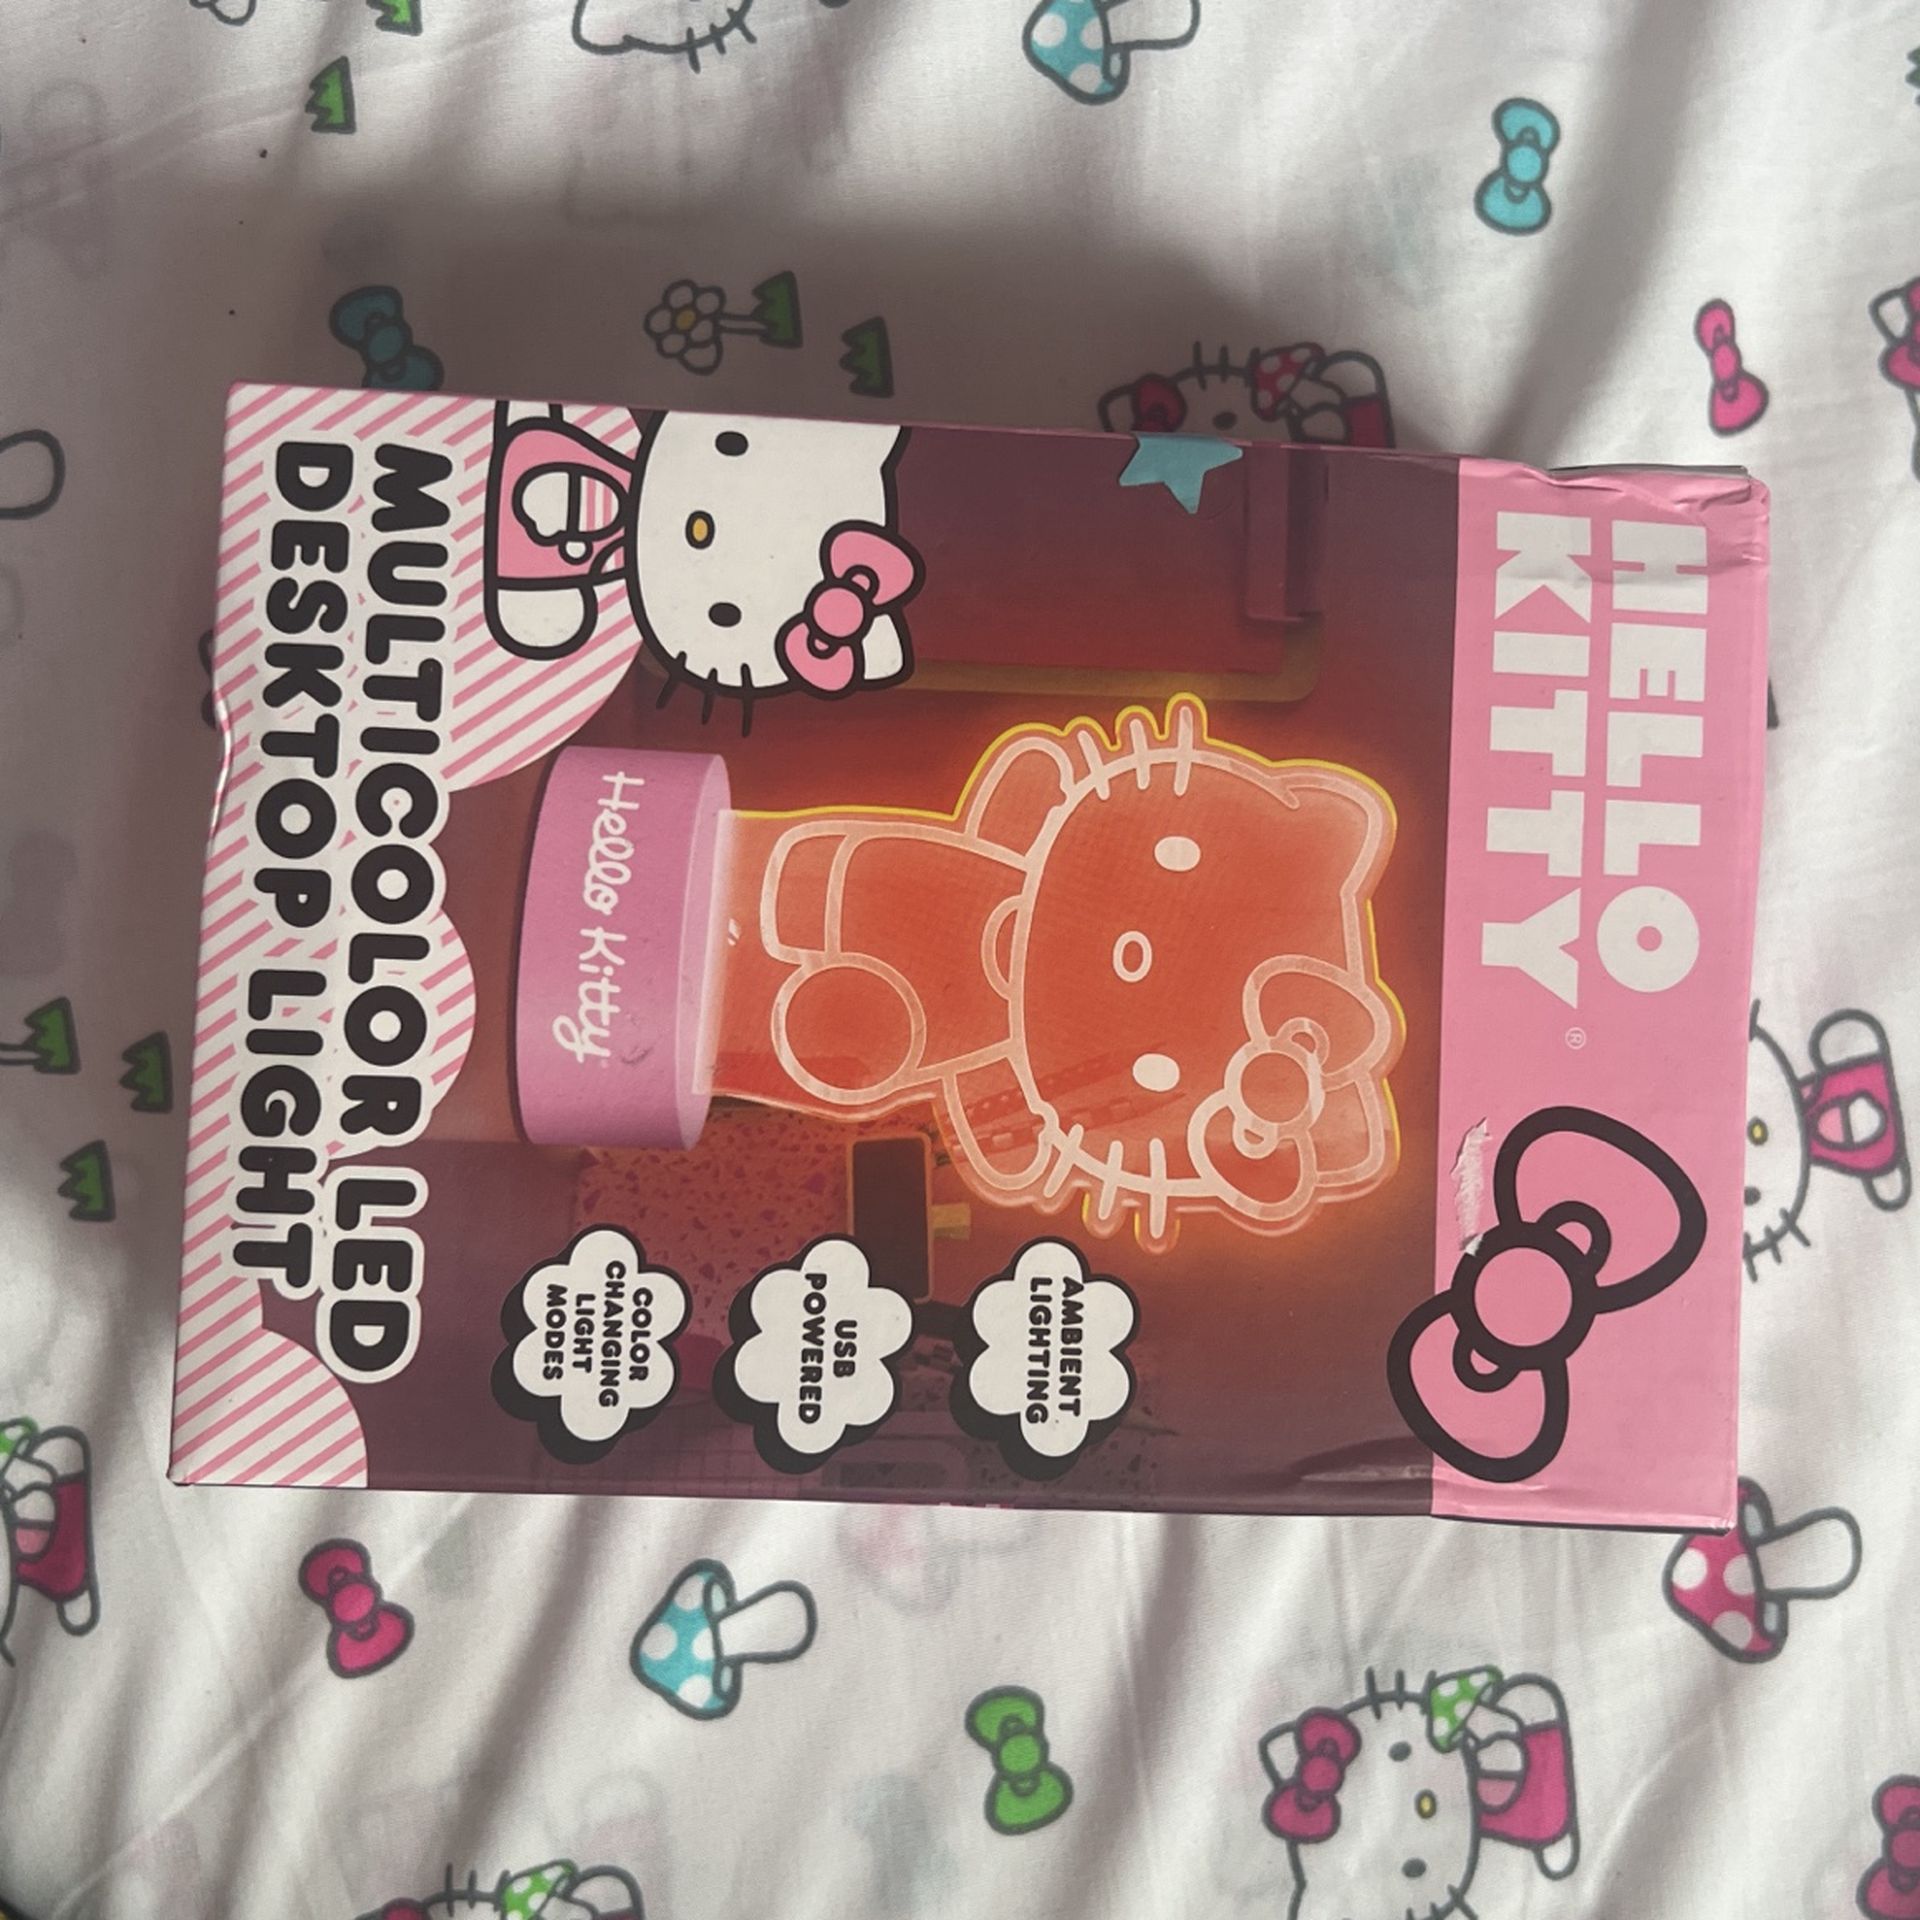 HELLO
KITTY®
Hello Kitty
AMBIENT
LIGHTING
USB
POWERED
COLOR
CHANGING
LIGHT
MODES
MULTICOLOR LED
DESKTOP LIGHT